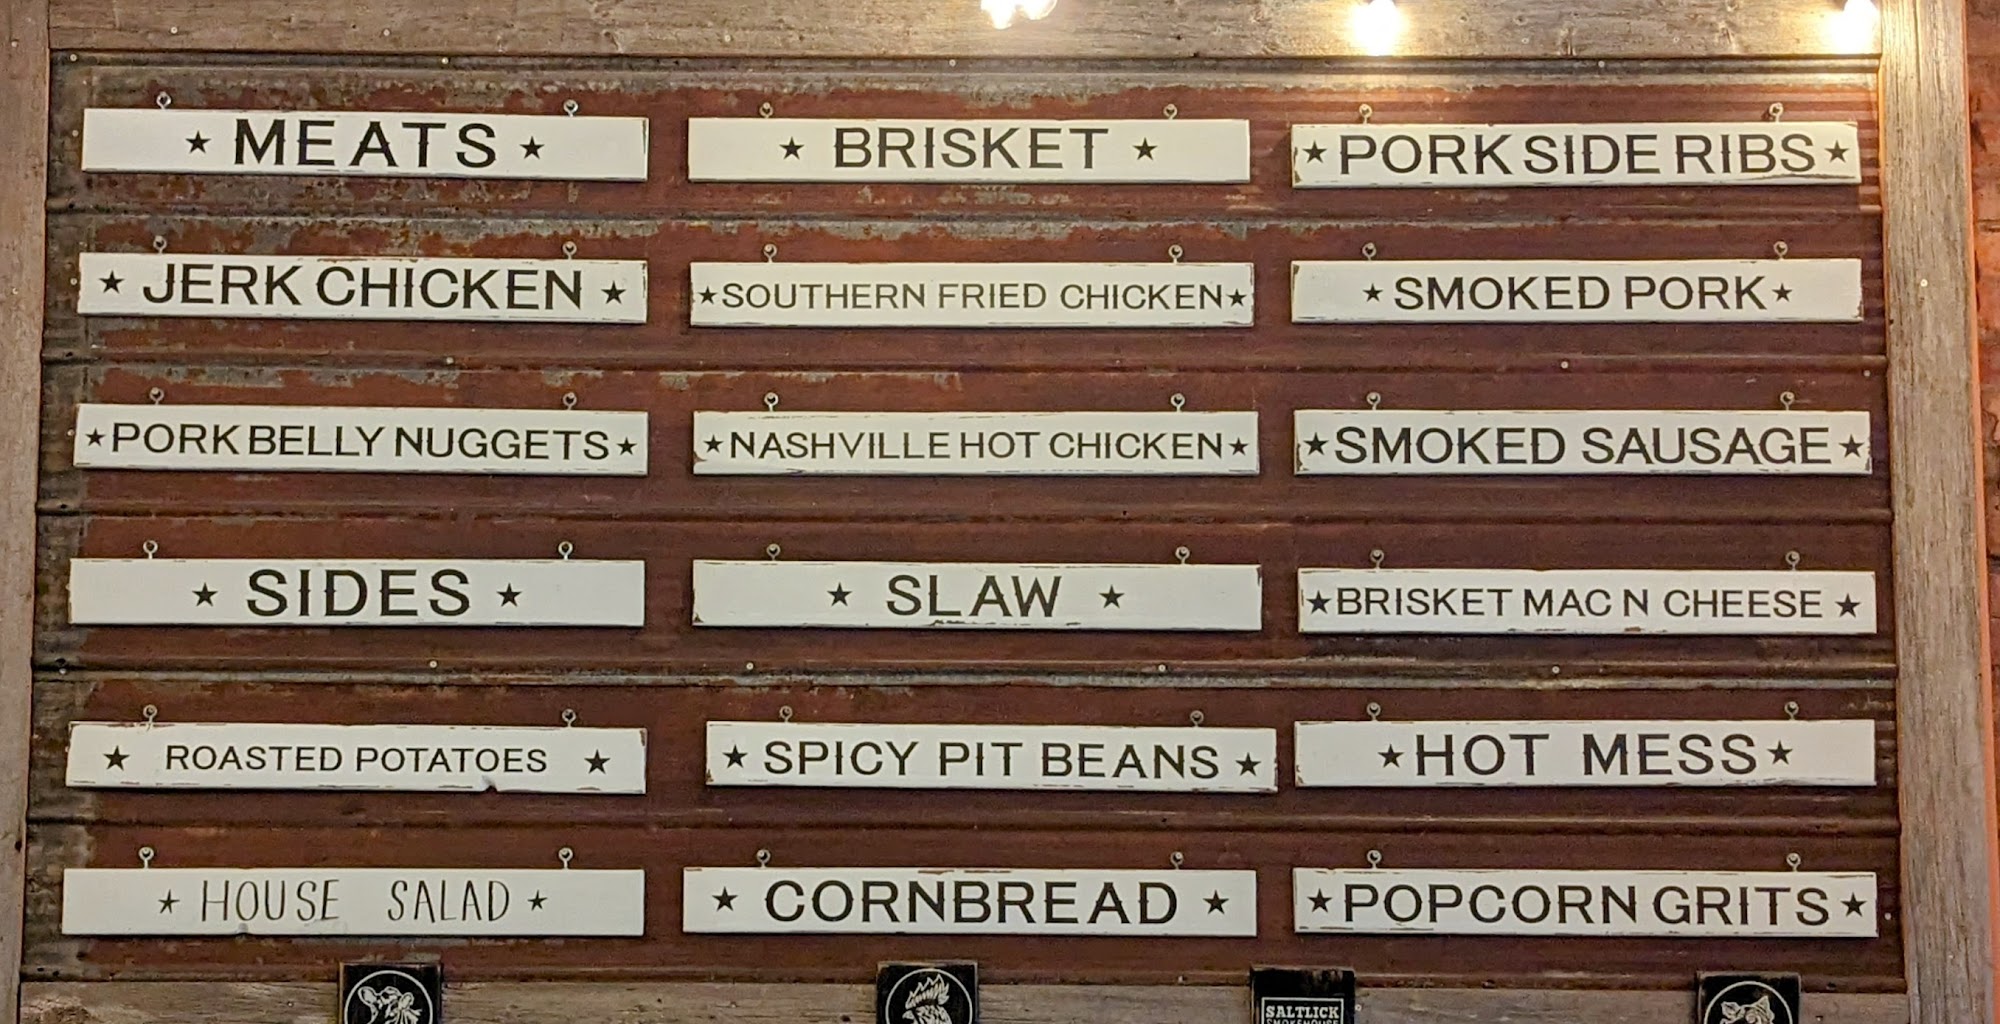 ★ MEATS ★
★ BRISKET ★
★ PORK SIDE RIBS ★
★ JERK CHICKEN ★
★ SOUTHERN FRIED CHICKEN ★
★ SMOKED PORK ★
★ PORK BELLY NUGGETS ★
★ NASHVILLE HOT CHICKEN ★
★ SMOKED SAUSAGE ★
★ SIDES ★
★ SLAW ★
★ BRISKET MAC N CHEESE ★
★ ROASTED POTATOES ★
★ SPICY PIT BEANS ★
★ HOT MESS ★
★ HOUSE SALAD ★
★ CORNBREAD ★
★ POPCORN GRITS ★
SALTLICK
SMOKEHOUSE